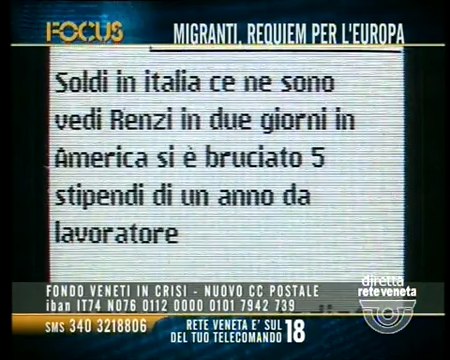 FOCUS
MIGRANTI, REQUIEM PER L'EUROPA
Soldi in italia ce ne sono
vedi Renzi in due giorni in
America si è bruciato 5
stipendi di un anno da
lavoratore
FONDO VENETI IN CRISI - NUOVO CC POSTALE
iban IT74 N076 0112 0000 0101 7942 739
diretta
reteveneta
SMS 340 3218806
RETE VENETA E' SUL
DEL TUO TELECOMANDO
18